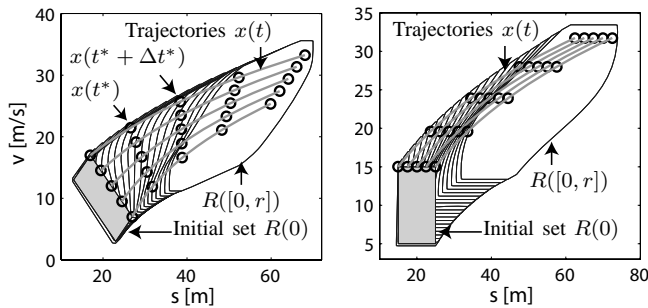 Trajectories x(t)
x(t* + Δt*)
x(t*)
R([0, r])
Initial set R(0)
v [m/s]
40
30
20
10
0
20
40
60
s [m]
Trajectories x(t)
R([0, r])
Initial set R(0)
35
30
25
20
15
10
5
20
40
60
80
s [m]